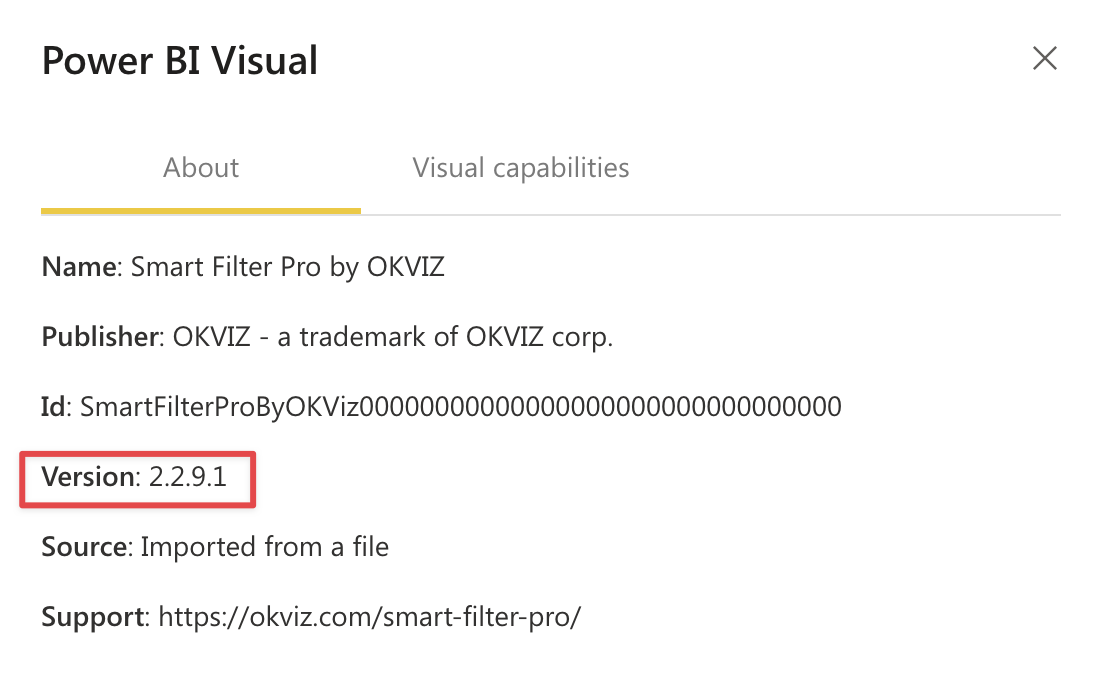 Power BI Visual
About
Visual capabilities
Name: Smart Filter Pro by OKVIZ
Publisher: OKVIZ - a trademark of OKVIZ corp.
Id: SmartFilterProByOKViz00000000000000000000000000000000
Version: 2.2.9.1
Source: Imported from a file
Support: https://okviz.com/smart-filter-pro/